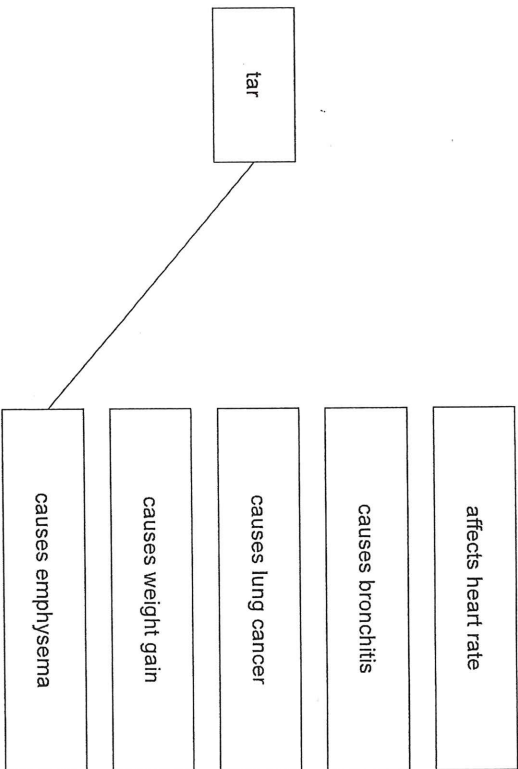 tar
affects heart rate
causes bronchitis
causes lung cancer
causes weight gain
causes emphysema